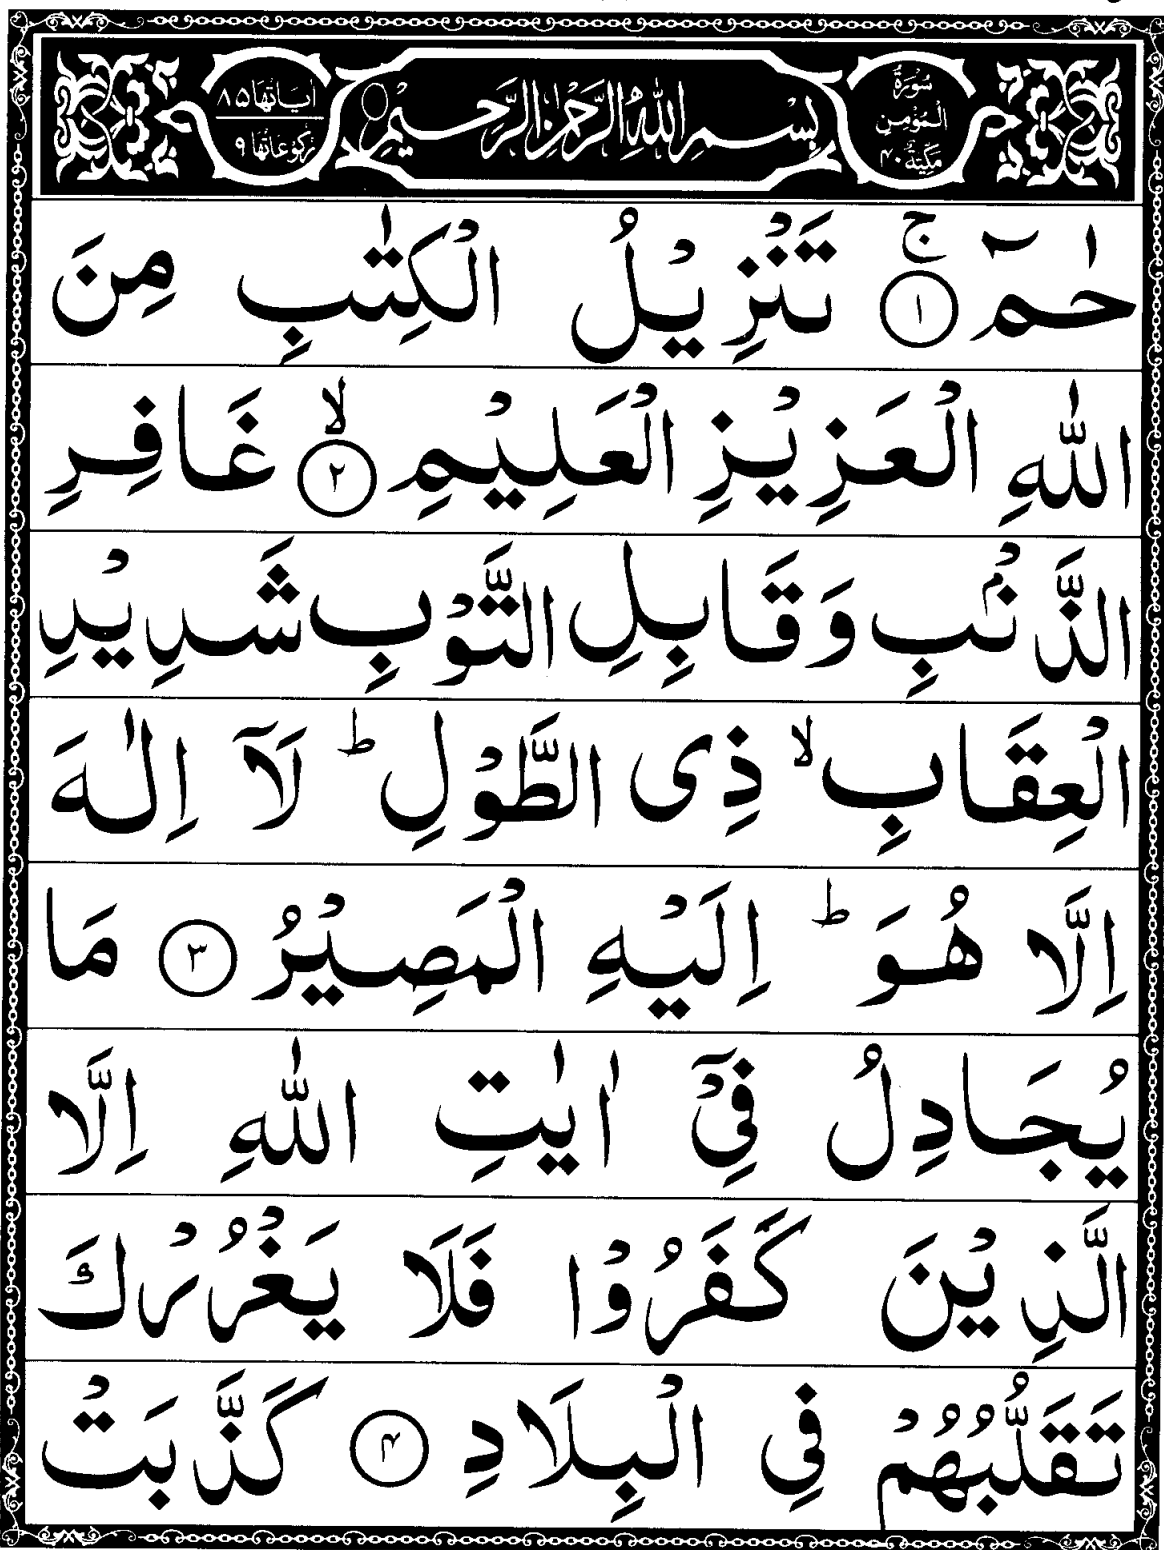 سُوْرَةُ
الْمُؤْمِنِ
مَكِّيَّةٌ ٤٠
بِسْمِ اللّٰهِ الرَّحْمٰنِ الرَّحِيْمِ
اٰيَاتُهَا ٨٥
رُكُوْعَاتُهَا ٩
حٰمٓ ۚ ١ تَنْزِيْلُ الْكِتٰبِ مِنَ
اللّٰهِ الْعَزِيْزِ الْعَلِيْمِ ۙ ٢ غَافِرِ
الذَّنْۢبِ وَقَابِلِ التَّوْبِ شَدِيْدِ
الْعِقَابِ ۙ ذِى الطَّوْلِ ؕ لَآ اِلٰهَ
اِلَّا هُوَ ؕ اِلَيْهِ الْمَصِيْرُ ٣ مَا
يُجَادِلُ فِىْٓ اٰيٰتِ اللّٰهِ اِلَّا
الَّذِيْنَ كَفَرُوْا فَلَا يَغْرُرْكَ
تَقَلُّبُهُمْ فِى الْبِلَادِ ٤ كَذَّبَتْ